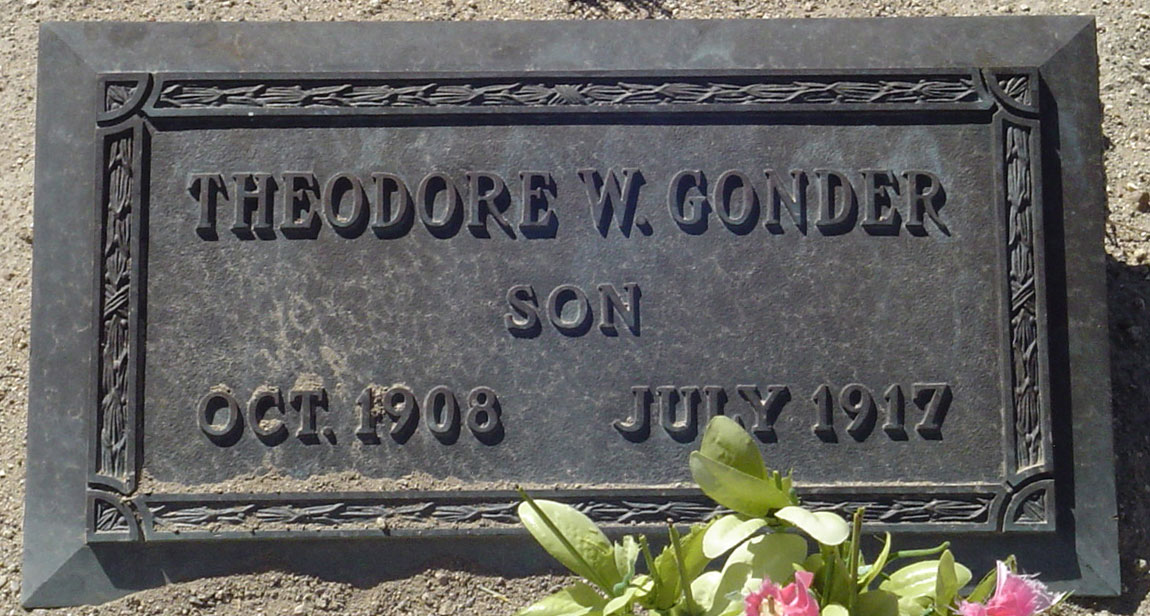 THEODORE W. GONDER
SON
OCT. 1908 JULY 1917